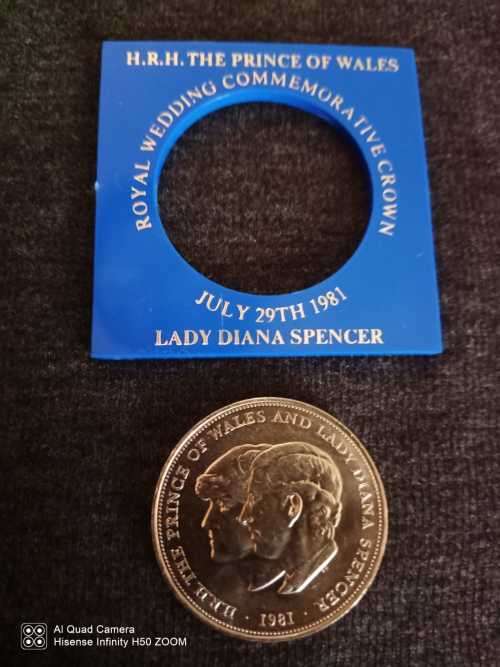 H.R.H. THE PRINCE OF WALES
ROYAL WEDDING COMMEMORATIVE CROWN
JULY 29TH 1981
LADY DIANA SPENCER
H.R.H. THE PRINCE OF WALES AND LADY DIANA SPENCER
· 1981 ·
AI Quad Camera
Hisense Infinity H50 ZOOM